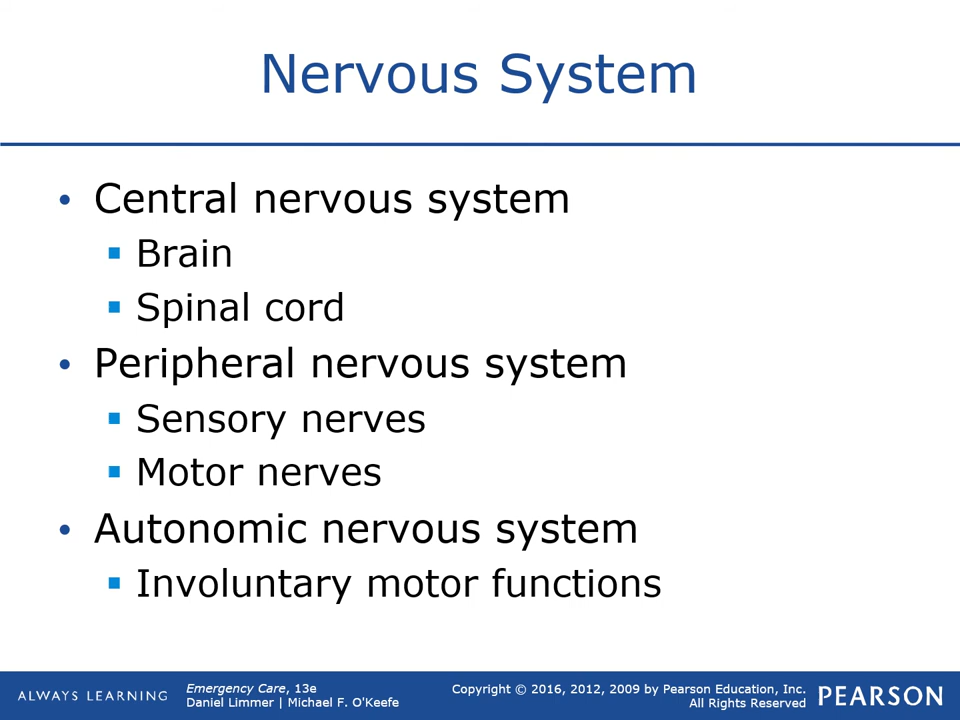 Nervous System
• Central nervous system
▪ Brain
▪ Spinal cord
• Peripheral nervous system
▪ Sensory nerves
▪ Motor nerves
• Autonomic nervous system
▪ Involuntary motor functions
ALWAYS LEARNING
Emergency Care, 13e
Daniel Limmer | Michael F. O'Keefe
Copyright © 2016, 2012, 2009 by Pearson Education, Inc.
All Rights Reserved
PEARSON